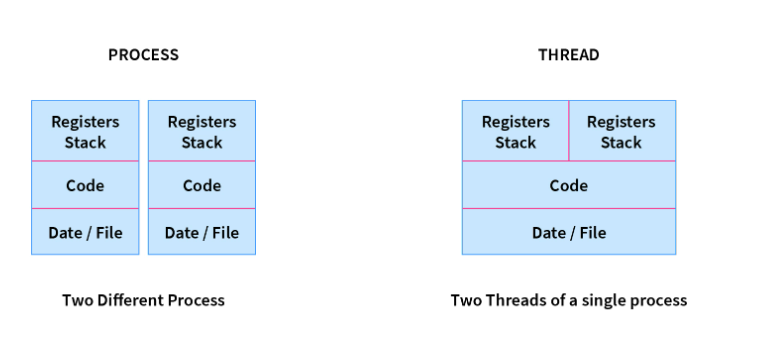 PROCESS
THREAD
Registers
Stack
Registers
Stack
Registers
Stack
Registers
Stack
Code
Code
Code
Date / File
Date / File
Date / File
Two Different Process
Two Threads of a single process